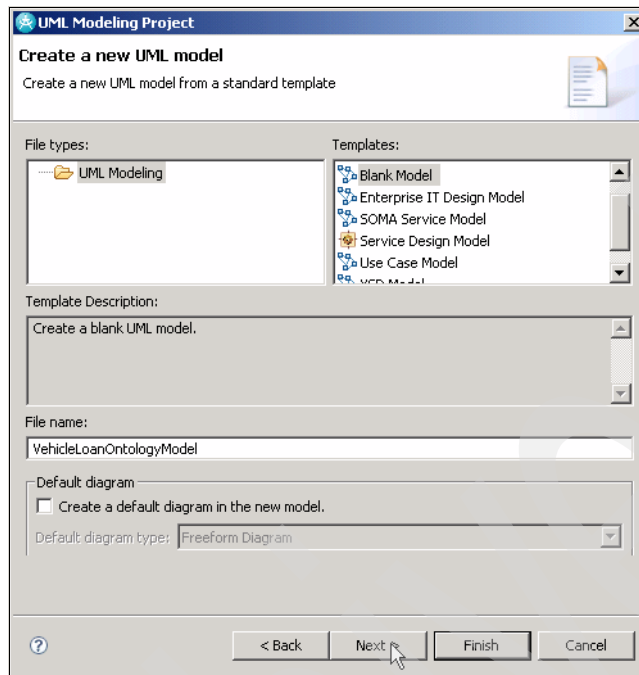 UML Modeling Project
Create a new UML model
Create a new UML model from a standard template
File types:
UML Modeling
Templates:
Blank Model
Enterprise IT Design Model
SOMA Service Model
Service Design Model
Use Case Model
XSD Model
Template Description:
Create a blank UML model.
File name:
VehicleLoanOntologyModel
Default diagram
Create a default diagram in the new model.
Default diagram type: Freeform Diagram
?
< Back
Next >
Finish
Cancel